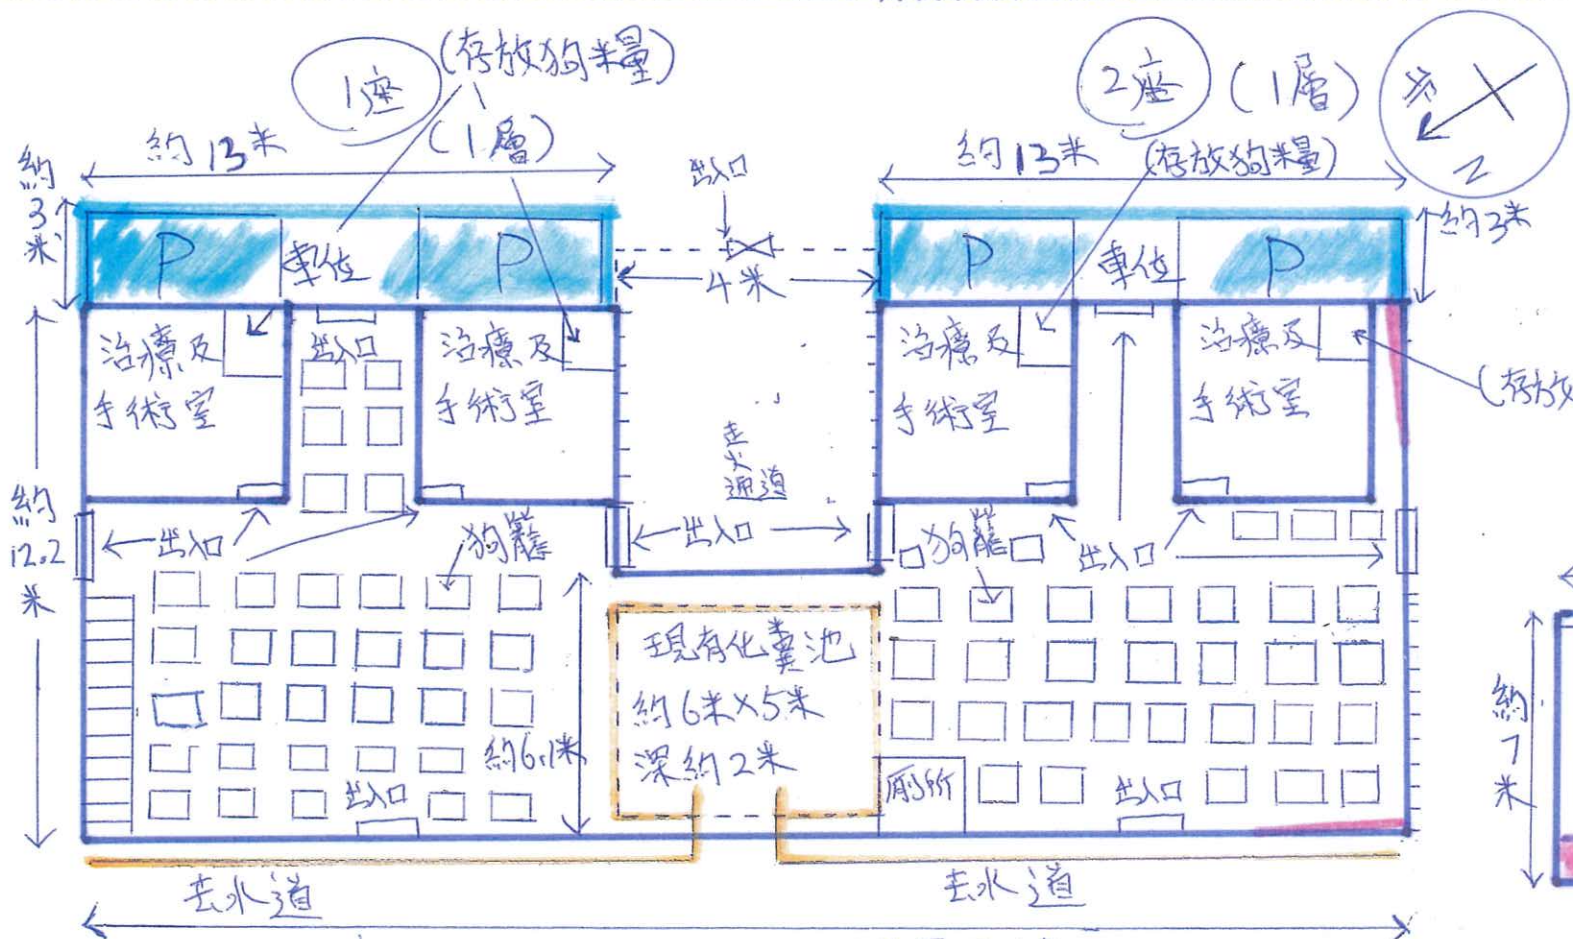 1座
(存放狗米糧)
(1層)
2座
(1層)
北
約13米
約3米
出入口
約13米
(存放狗糧)
約3米
P
車位
P
P
車位
P
4米
治療及
手術室
出入口
治療及
手術室
治療及
手術室
治療及
手術室
(存放
走火通道
約12.2米
出入口
狗籠
出入口
狗籠
出入口
現有化糞池
約6米×5米
深約2米
約6.1米
出入口
廁所
出入口
約7米
去水道
去水道